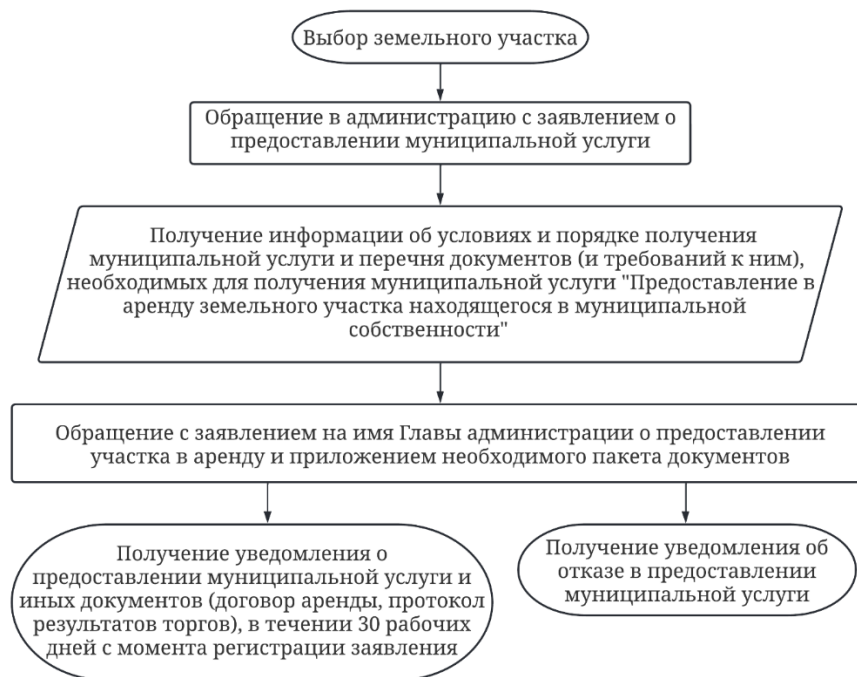 Выбор земельного участка
Обращение в администрацию с заявлением о
предоставлении муниципальной услуги
Получение информации об условиях и порядке получения
муниципальной услуги и перечня документов (и требований к ним),
необходимых для получения муниципальной услуги "Предоставление в
аренду земельного участка находящегося в муниципальной
собственности"
Обращение с заявлением на имя Главы администрации о предоставлении
участка в аренду и приложением необходимого пакета документов
Получение уведомления о
предоставлении муниципальной услуги и
иных документов (договор аренды, протокол
результатов торгов), в течении 30 рабочих
дней с момента регистрации заявления
Получение уведомления об
отказе в предоставлении
муниципальной услуги